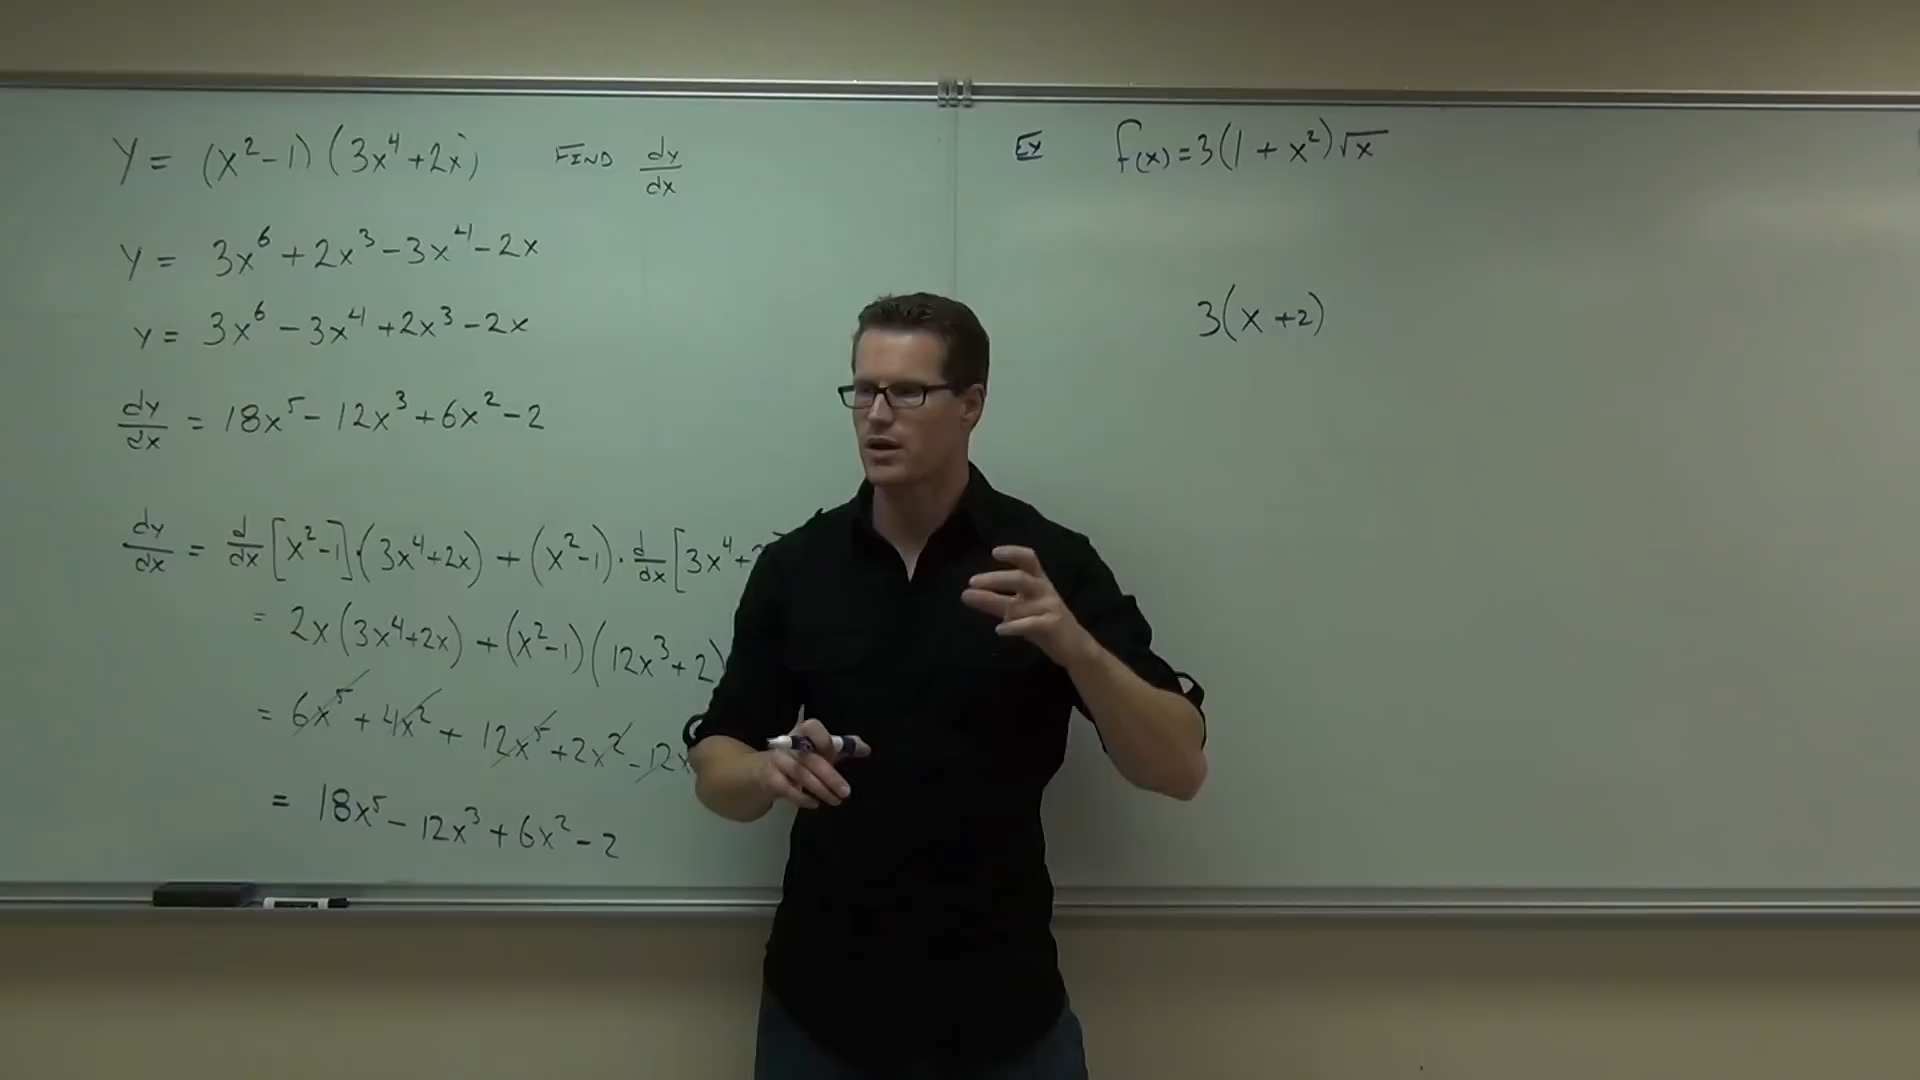 Y = (x²-1)(3x⁴+2x) FIND dy/dx
y = 3x⁶+2x³-3x⁴-2x
y = 3x⁶-3x⁴+2x³-2x
dy/dx = 18x⁵-12x³+6x²-2
dy/dx = d/dx[x²-1]·(3x⁴+2x)+(x²-1)·d/dx[3x⁴+
= 2x(3x⁴+2x)+(x²-1)(12x³+2)
= 6x⁵+4x²+12x⁵+2x²-12x
= 18x⁵-12x³+6x²-2
Ex f(x)=3(1+x²)√x
3(x+2)